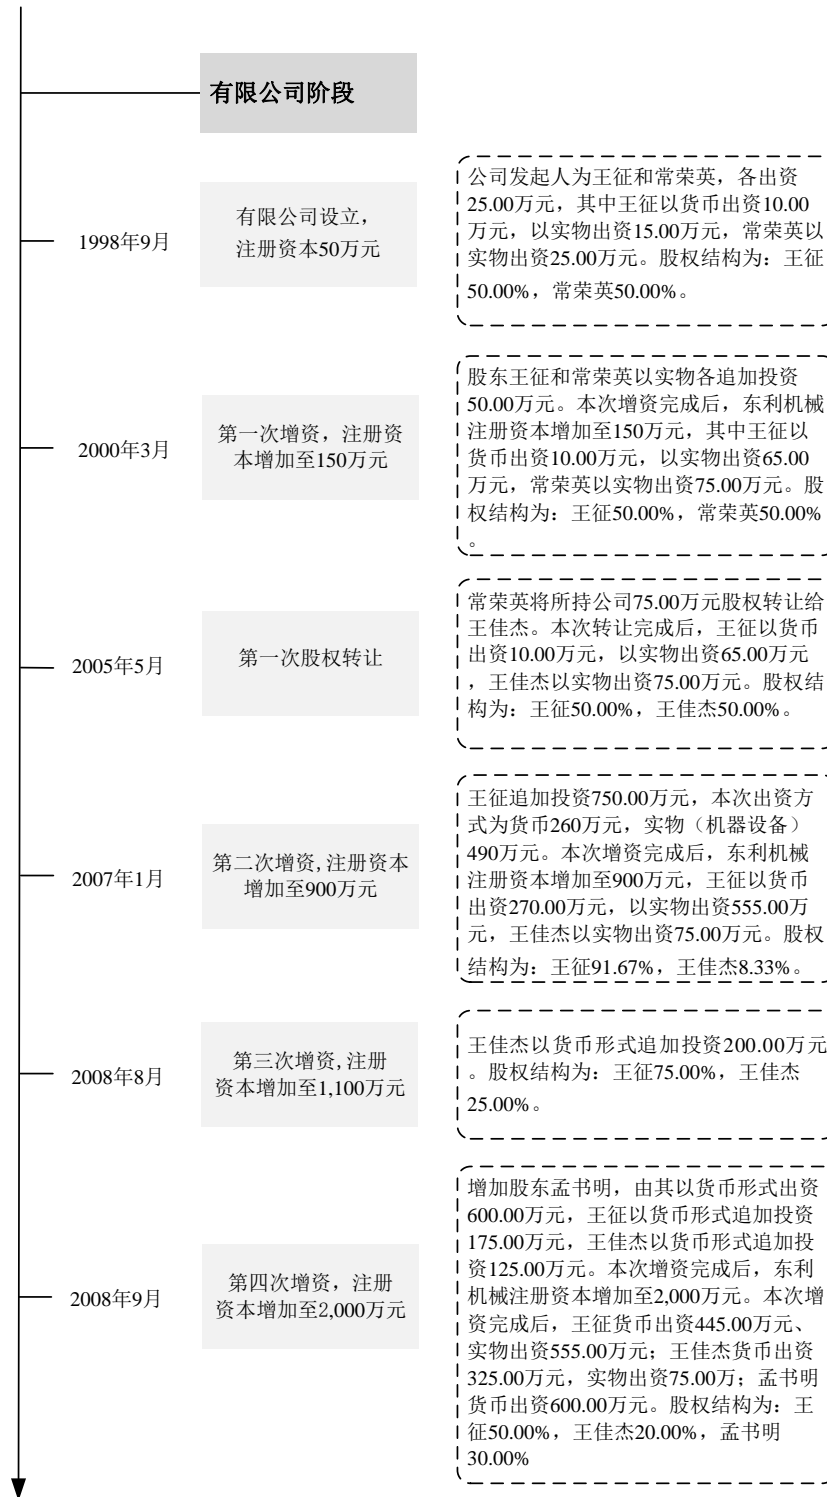 有限公司阶段
1998年9月
有限公司设立，
注册资本50万元
公司发起人为王征和常荣英，各出资
25.00万元，其中王征以货币出资10.00
万元，以实物出资15.00万元，常荣英以
实物出资25.00万元。股权结构为：王征
50.00%，常荣英50.00%。
2000年3月
第一次增资，注册资
本增加至150万元
股东王征和常荣英以实物各追加投资
50.00万元。本次增资完成后，东利机械
注册资本增加至150万元，其中王征以
货币出资10.00万元，以实物出资65.00
万元，常荣英以实物出资75.00万元。股
权结构为：王征50.00%，常荣英50.00%
。
2005年5月
第一次股权转让
常荣英将所持公司75.00万元股权转让给
王佳杰。本次转让完成后，王征以货币
出资10.00万元，以实物出资65.00万元
，王佳杰以实物出资75.00万元。股权结
构为：王征50.00%，王佳杰50.00%。
2007年1月
第二次增资,注册资本
增加至900万元
王征追加投资750.00万元，本次出资方
式为货币260万元，实物（机器设备）
490万元。本次增资完成后，东利机械
注册资本增加至900万元，王征以货币
出资270.00万元，以实物出资555.00万
元，王佳杰以实物出资75.00万元。股权
结构为：王征91.67%，王佳杰8.33%。
2008年8月
第三次增资,注册
资本增加至1,100万元
王佳杰以货币形式追加投资200.00万元
。股权结构为：王征75.00%，王佳杰
25.00%。
2008年9月
第四次增资，注册
资本增加至2,000万元
增加股东孟书明，由其以货币形式出资
600.00万元，王征以货币形式追加投资
175.00万元，王佳杰以货币形式追加投
资125.00万元。本次增资完成后，东利
机械注册资本增加至2,000万元。本次增
资完成后，王征货币出资445.00万元、
实物出资555.00万元；王佳杰货币出资
325.00万元，实物出资75.00万；孟书明
货币出资600.00万元。股权结构为：王
征50.00%，王佳杰20.00%，孟书明
30.00%